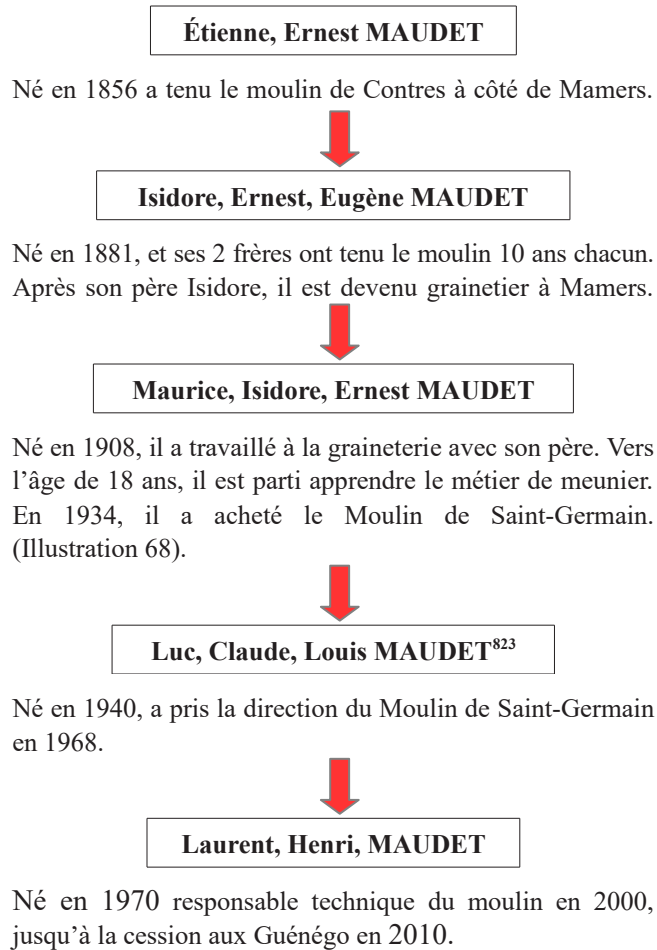 Étienne, Ernest MAUDET
Né en 1856 a tenu le moulin de Contres à côté de Mamers.
Isidore, Ernest, Eugène MAUDET
Né en 1881, et ses 2 frères ont tenu le moulin 10 ans chacun.
Après son père Isidore, il est devenu grainetier à Mamers.
Maurice, Isidore, Ernest MAUDET
Né en 1908, il a travaillé à la graineterie avec son père. Vers
l’âge de 18 ans, il est parti apprendre le métier de meunier.
En 1934, il a acheté le Moulin de Saint-Germain.
(Illustration 68).
Luc, Claude, Louis MAUDET⁸²³
Né en 1940, a pris la direction du Moulin de Saint-Germain
en 1968.
Laurent, Henri, MAUDET
Né en 1970 responsable technique du moulin en 2000,
jusqu’à la cession aux Guénégo en 2010.